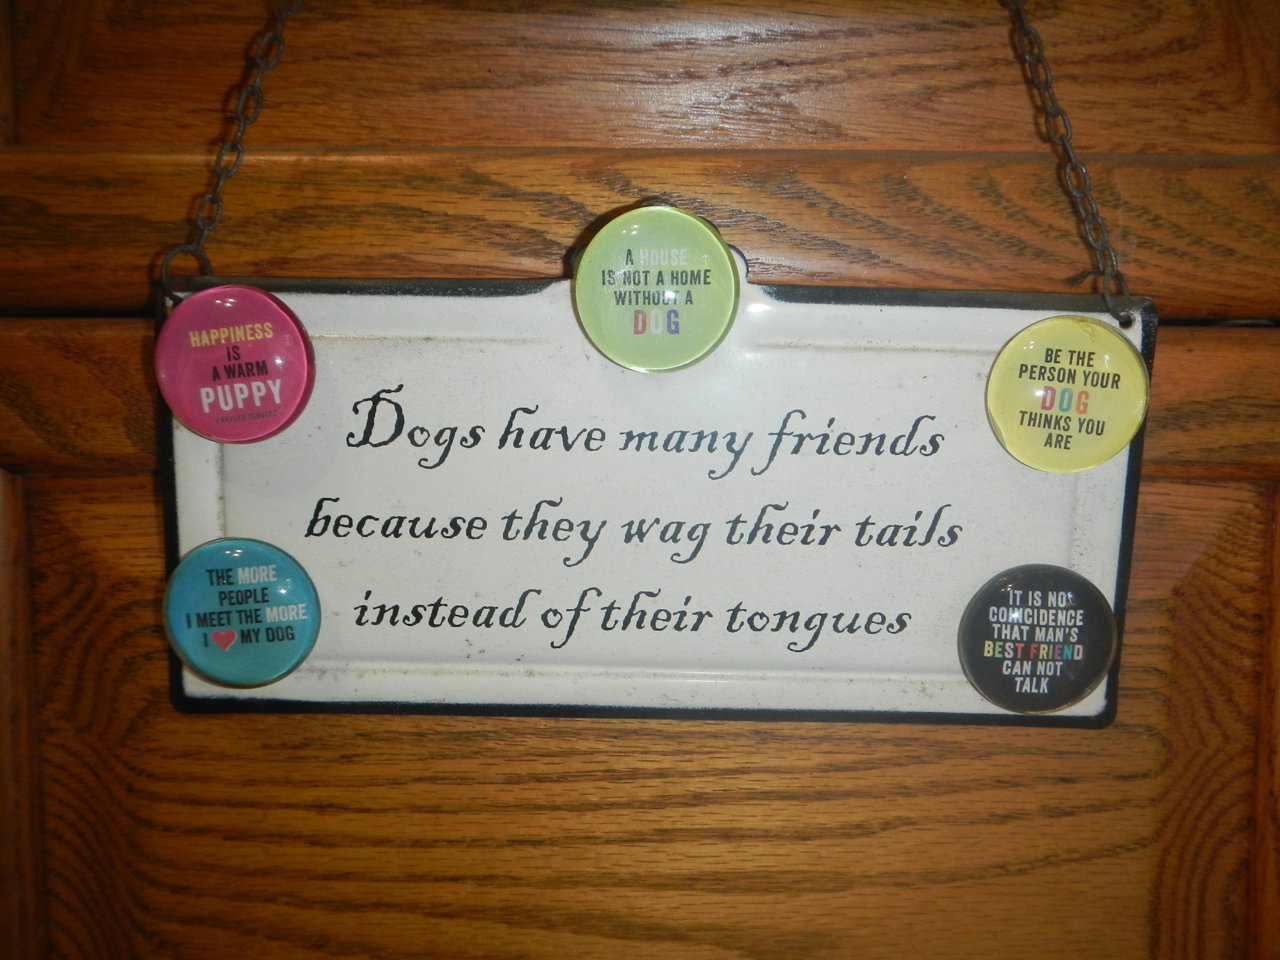 A HOUSE
IS NOT A HOME
WITHOUT A
DOG
HAPPINESS
IS
A WARM
PUPPY
CHARLES SCHULTZ
BE THE
PERSON YOUR
DOG
THINKS YOU
ARE
Dogs have many friends
because they wag their tails
instead of their tongues
THE MORE
PEOPLE
I MEET THE MORE
I ❤ MY DOG
IT IS NO
COINCIDENCE
THAT MAN'S
BEST FRIEND
CAN NOT
TALK